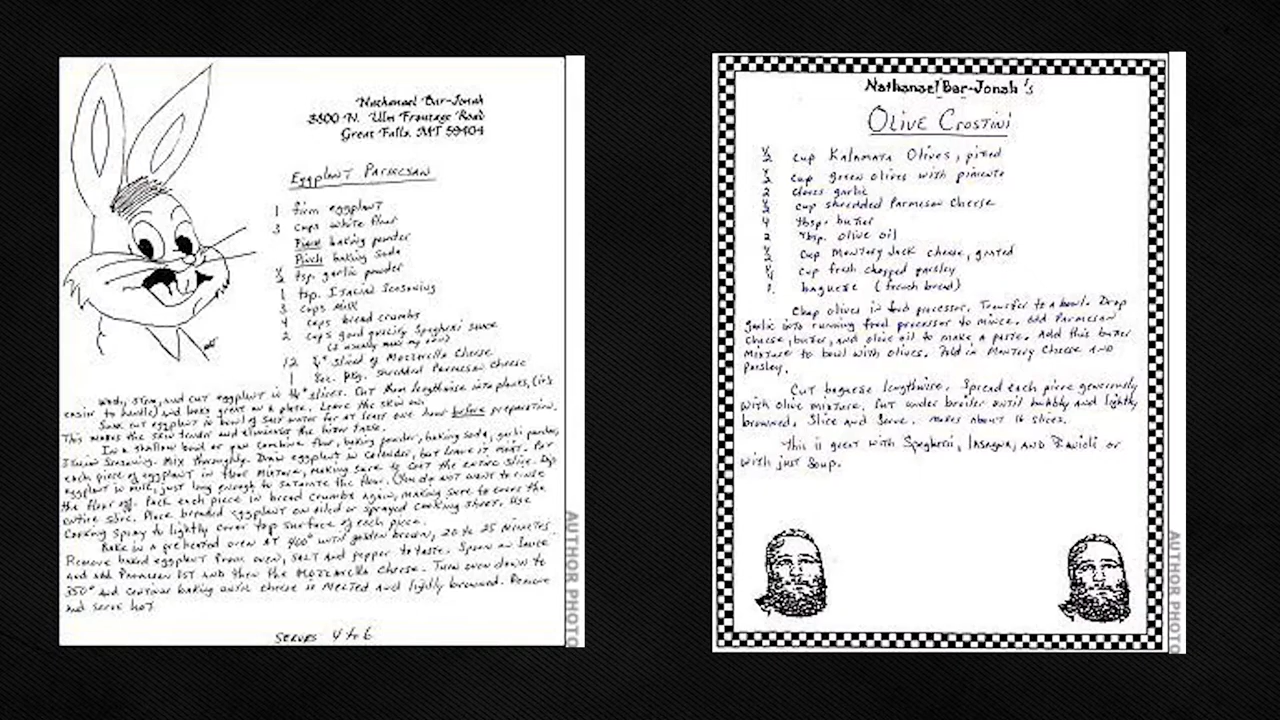 Nathanael Bar-Jonah
3300 N. Ulm Frontage Road
Great Falls, MT 59404
Eggplant Parmesan
1 firm eggplant
3 cups white flour
Pinch baking powder
Pinch baking soda
½ tsp. garlic powder
1 tsp. Italian Seasoning
3 cups milk
4 cups bread crumbs
2 cups good quality Spaghetti sauce
(I usually make my own)
12 ¼" slices of Mozzarella Cheese
1 8oz. Pkg. shredded Parmesan Cheese
Wash, stem, and cut eggplant in ¼" slices. Cut them lengthwise into planks, (it's
easier to handle) and looks great on a plate. Leave the skin on.
Soak cut eggplant in bowl of salt water for at least one hour before preparation.
This makes the skin tender and eliminates the bitter taste.
In a shallow bowl or pan combine flour, baking powder, baking soda, garlic powder,
Italian Seasoning. Mix thoroughly. Drain eggplant in colander, but leave it moist. Put
each piece of eggplant in flour mixture, making sure to coat the entire slice. Dip
eggplant in milk, just long enough to saturate the flour. (You do not want to rinse
the flour off. Pack each piece in bread crumbs again, making sure to cover the
entire slice. Place breaded eggplant on oiled or sprayed cooking sheet. Use
Cooking spray to lightly cover top surface of each piece.
Bake in a preheated oven AT 400° until golden brown, 20 to 25 minutes.
Remove baked eggplant from oven, salt and pepper to taste. Spoon on Sauce
and add Parmesan 1st and then the Mozzarella cheese. Turn oven down to
350° and continue baking until cheese is melted and lightly browned. Remove
and serve hot.
Serves 4 to 6
AUTHOR PHOTO
Nathanael Bar-Jonah's
Olive Crostini
½ cup Kalamata Olives, pitted
½ cup green olives with pimento
2 cloves garlic
cup shredded Parmesan Cheese
4 tbsp. butter
2 tbsp. olive oil
½ cup Monterey Jack cheese, grated
¼ cup fresh chopped parsley
1. baguese (french bread)
Chop olives in food processor. Transfer to a bowl. Drop
garlic into running food processor to mince. Add Parmesan
Cheese, butter, and olive oil to make a paste. Add this butter
mixture to bowl with olives. Fold in Montery Cheese AND
Parsley.
Cut baguese lengthwise. Spread each piece generously
with olive mixture. Put under broiler until bubbly and lightly
browned. Slice and Serve. makes about 16 slices.
This is great with Spaghetti, lasagna, AND Ravioli or
with just Soup.
AUTHOR PHOTO